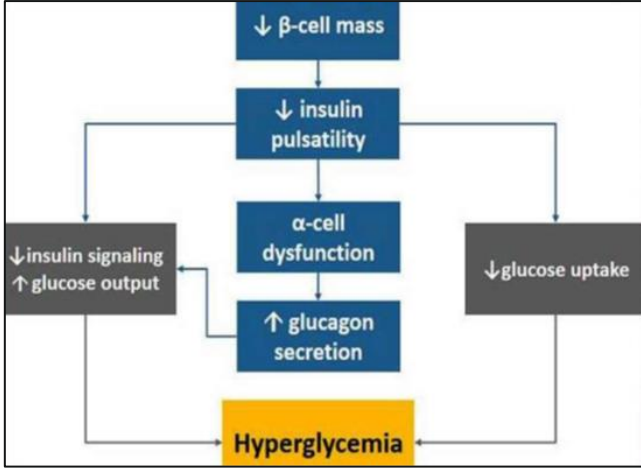 ↓ β-cell mass
↓ insulin
pulsatility
α-cell
dysfunction
↓insulin signaling
↑ glucose output
↓glucose uptake
↑ glucagon
secretion
Hyperglycemia